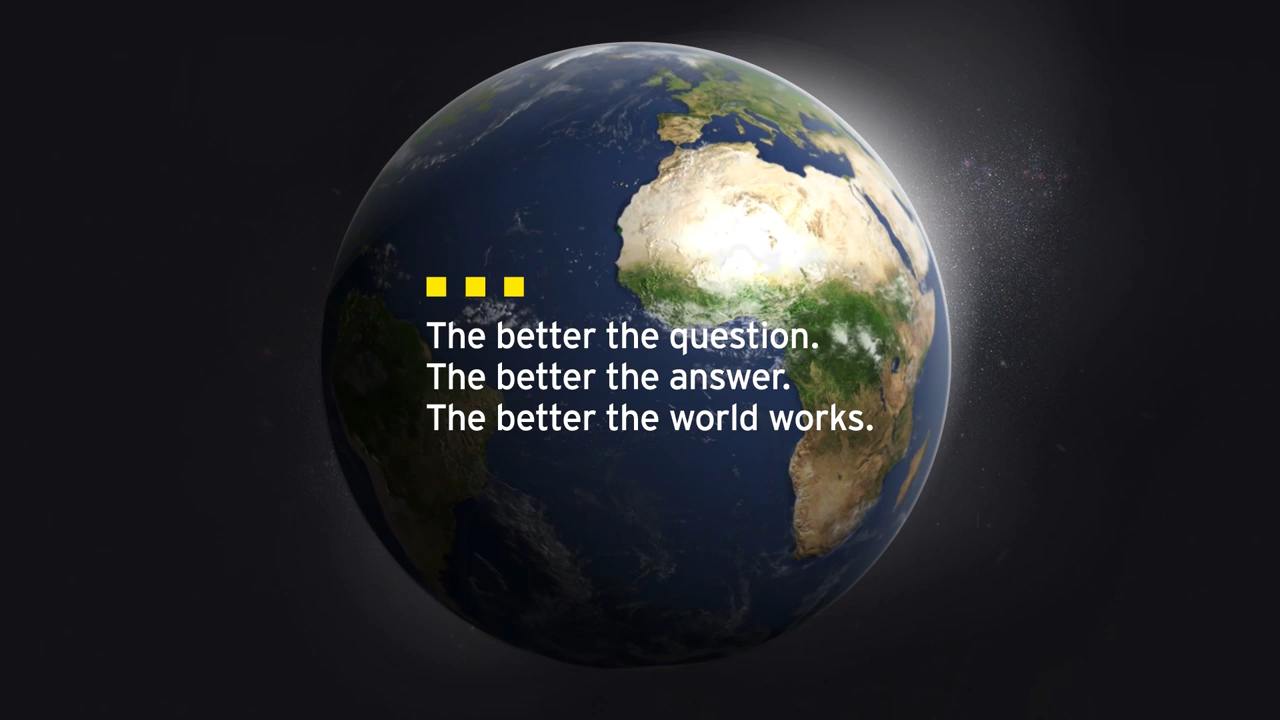 The better the question.
The better the answer.
The better the world works.